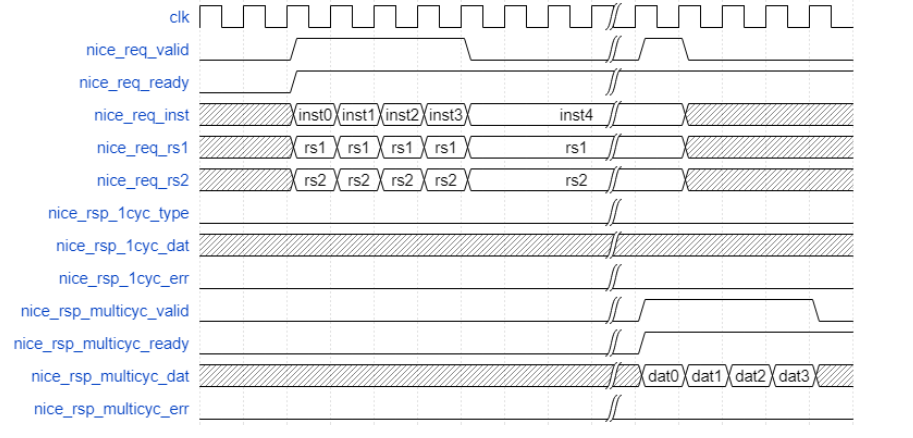 clk
nice_req_valid
nice_req_ready
nice_req_inst inst0 inst1 inst2 inst3 inst4
nice_req_rs1 rs1 rs1 rs1 rs1 rs1
nice_req_rs2 rs2 rs2 rs2 rs2 rs2
nice_rsp_1cyc_type
nice_rsp_1cyc_dat
nice_rsp_1cyc_err
nice_rsp_multicyc_valid
nice_rsp_multicyc_ready
nice_rsp_multicyc_dat dat0 dat1 dat2 dat3
nice_rsp_multicyc_err